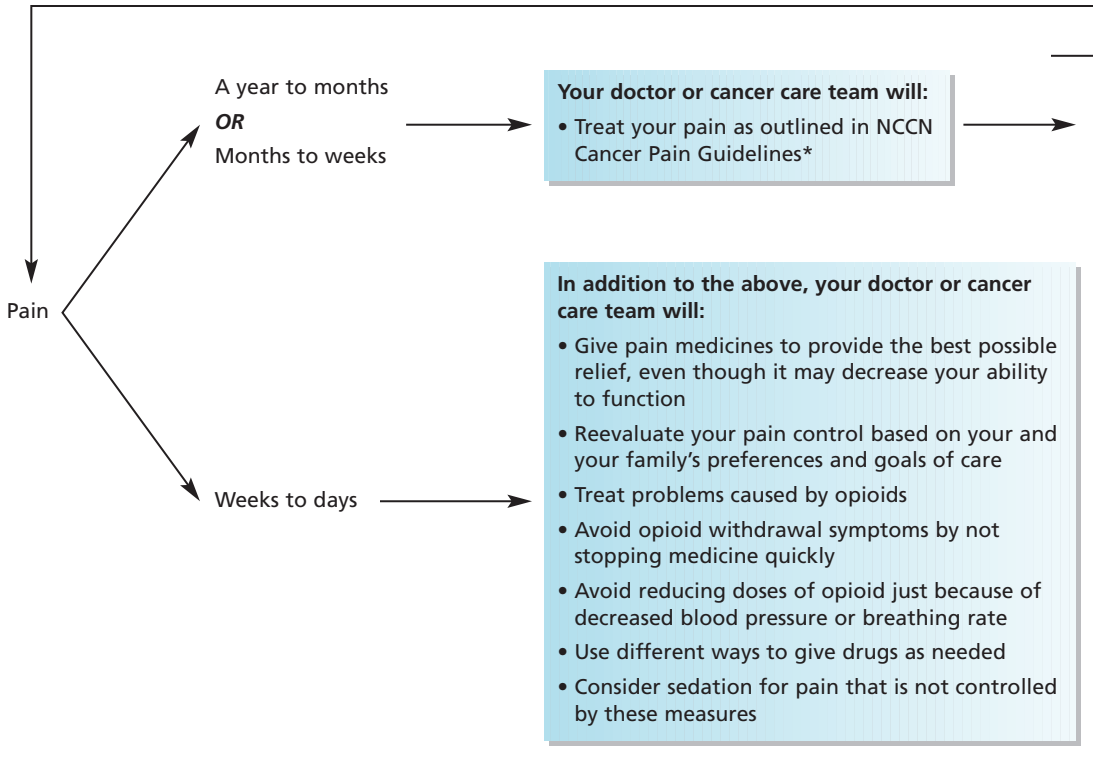 A year to months
OR
Months to weeks
Your doctor or cancer care team will:
• Treat your pain as outlined in NCCN
Cancer Pain Guidelines*
Pain
Weeks to days
In addition to the above, your doctor or cancer
care team will:
• Give pain medicines to provide the best possible
relief, even though it may decrease your ability
to function
• Reevaluate your pain control based on your and
your family’s preferences and goals of care
• Treat problems caused by opioids
• Avoid opioid withdrawal symptoms by not
stopping medicine quickly
• Avoid reducing doses of opioid just because of
decreased blood pressure or breathing rate
• Use different ways to give drugs as needed
• Consider sedation for pain that is not controlled
by these measures